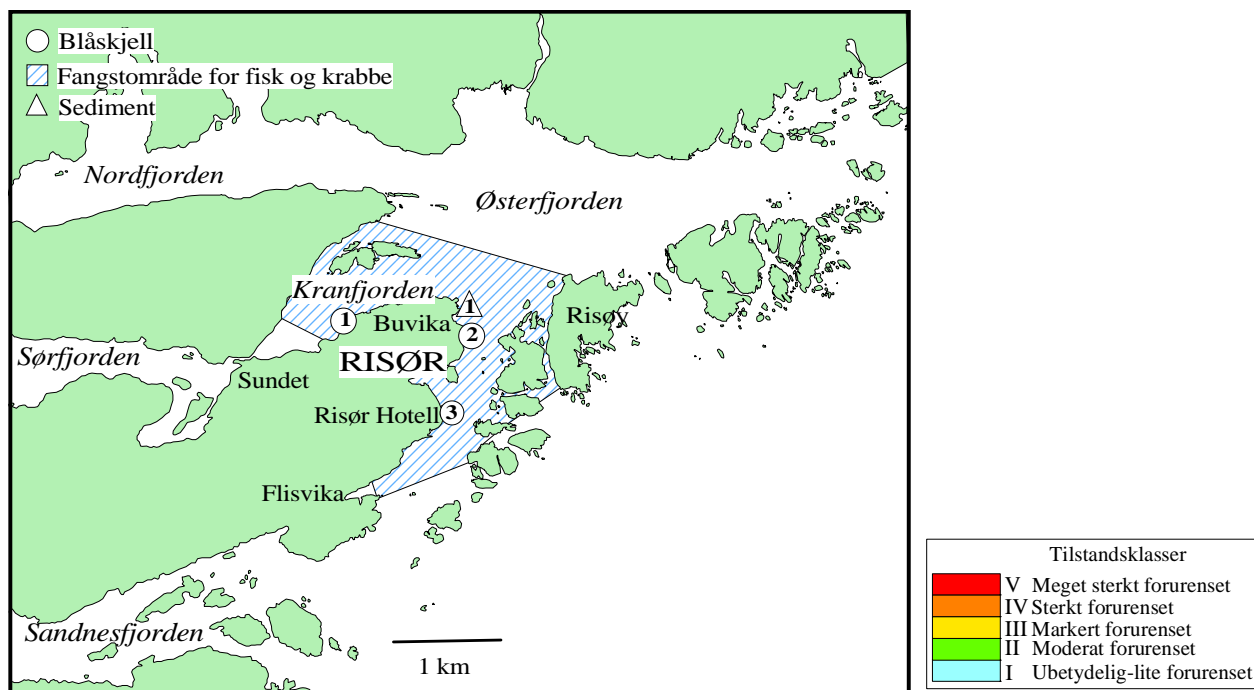 Blåskjell
Fangstområde for fisk og krabbe
Sediment
Nordfjorden
Østerfjorden
Kranfjorden
1
1
Buvika
2
Risøy
Sørfjorden
RISØR
Sundet
Risør Hotell
3
Flisvika
Sandnesfjorden
1 km
Tilstandsklasser
V Meget sterkt forurenset
IV Sterkt forurenset
III Markert forurenset
II Moderat forurenset
I Ubetydelig-lite forurenset